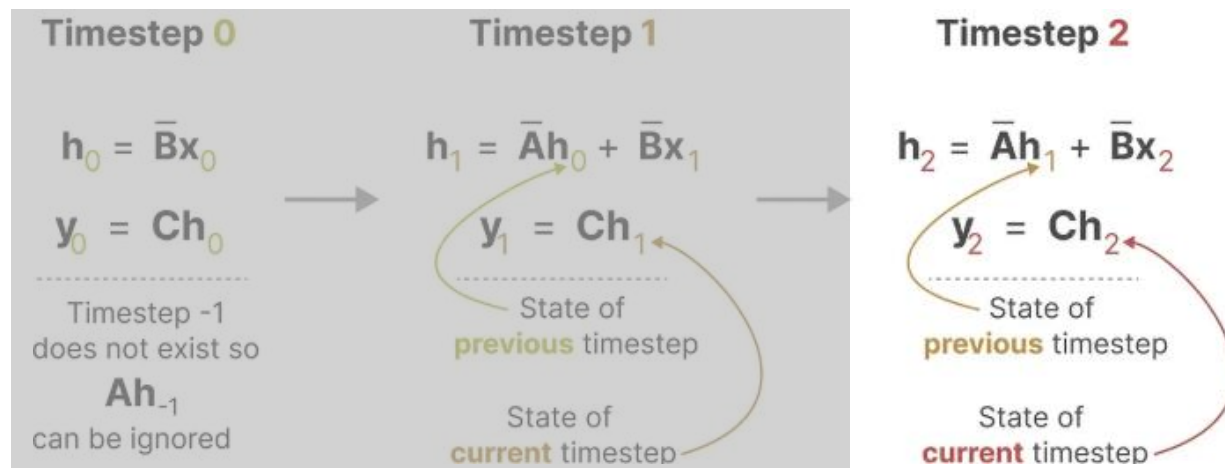 Timestep 0
h₀ = B̅x₀
y₀ = Ch₀
Timestep -1
does not exist so
Ah₋₁
can be ignored
Timestep 1
h₁ = A̅h₀ + B̅x₁
y₁ = Ch₁
State of
previous timestep
State of
current timestep
Timestep 2
h₂ = A̅h₁ + B̅x₂
y₂ = Ch₂
State of
previous timestep
State of
current timestep